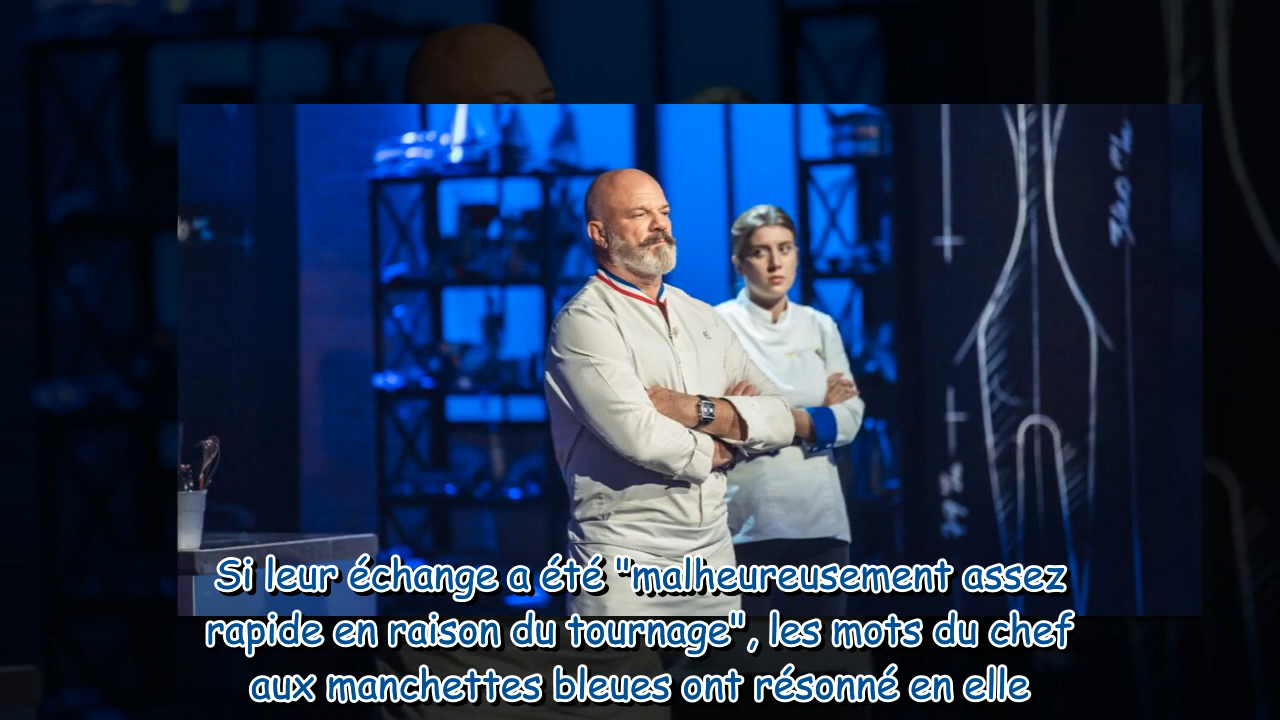 Si leur échange a été "malheureusement assez
rapide en raison du tournage", les mots du chef
aux manchettes bleues ont résonné en elle